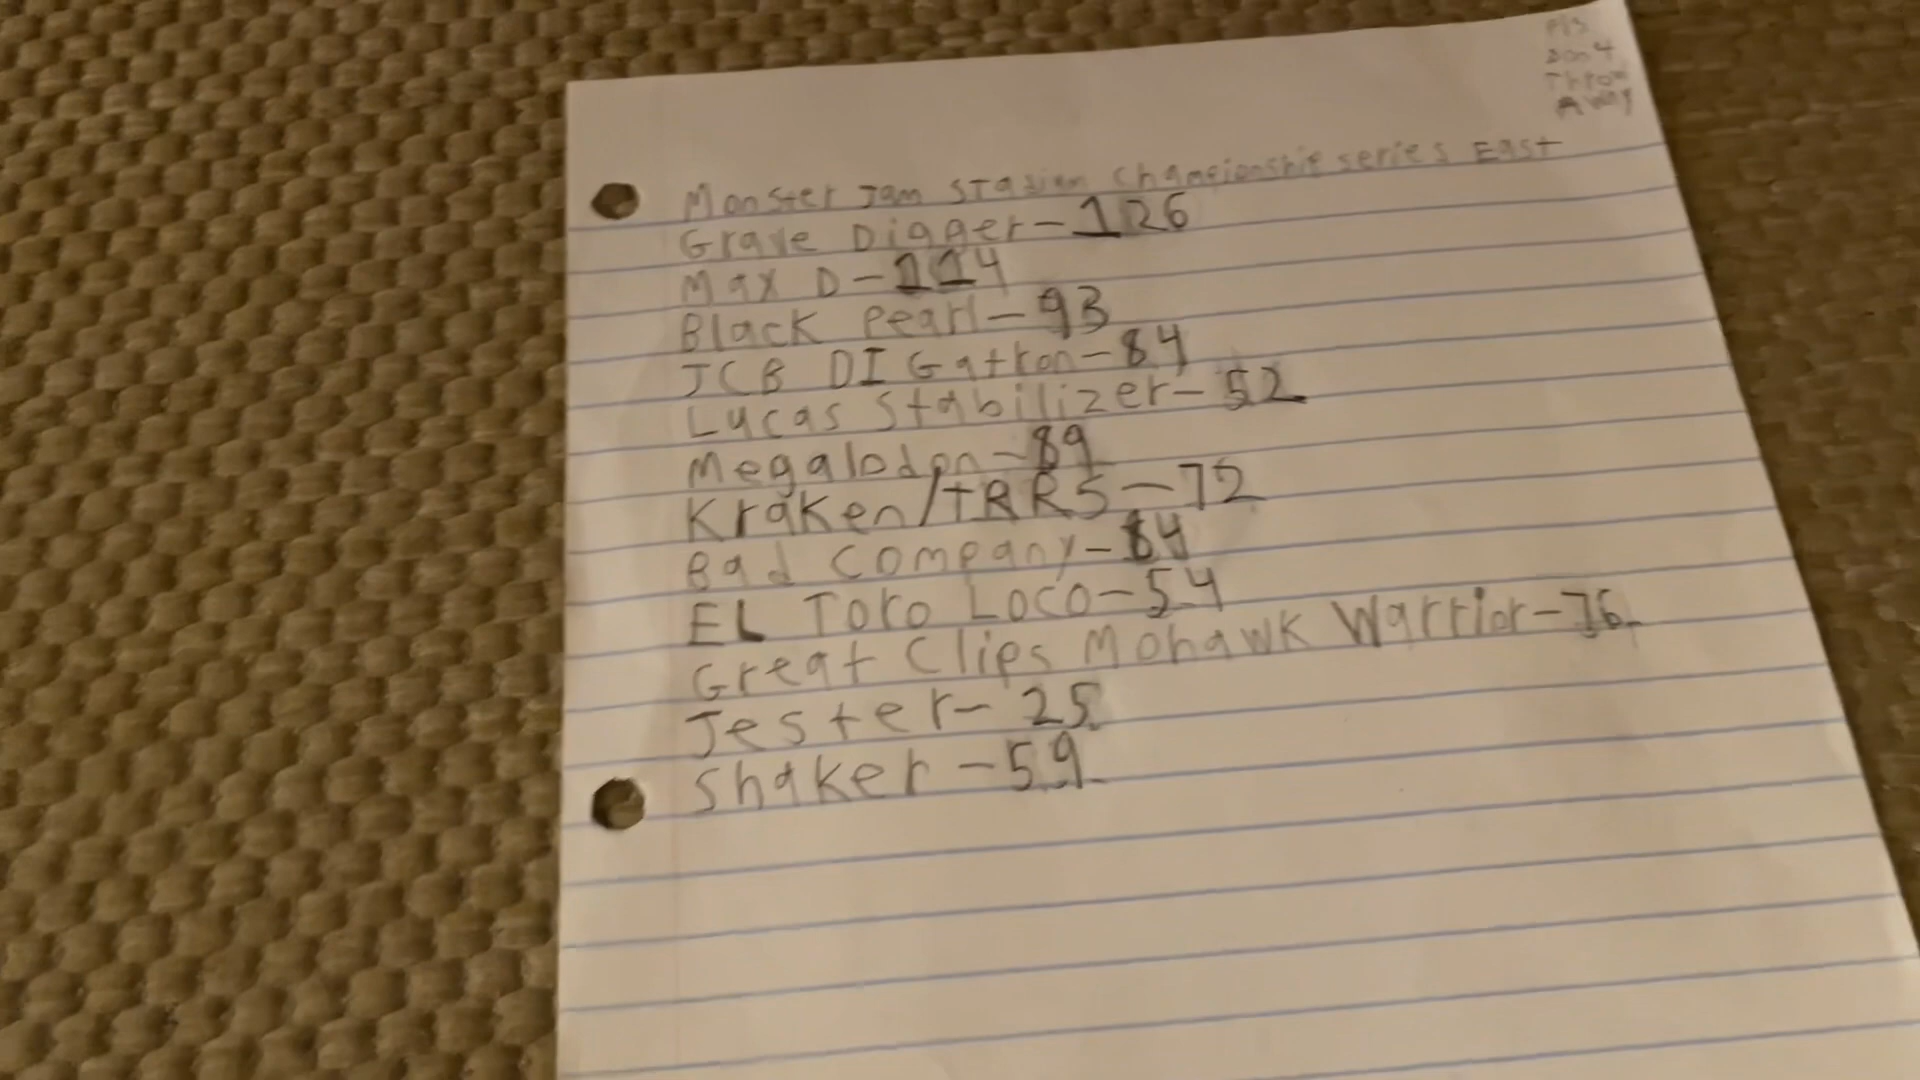 Pls
Don4
Throw
Away
Monster Jam Stadium Championship series East
Grave Digger-126
Max D-114
Black Pearl-93
JCB DIGatron-84
Lucas Stabilizer-52
Megalodon-89
Kraken/TRRS-72
Bad Company-84
EL Toro Loco-54
Great Clips Mohawk Warrior-76
Jester-25
Shaker-59